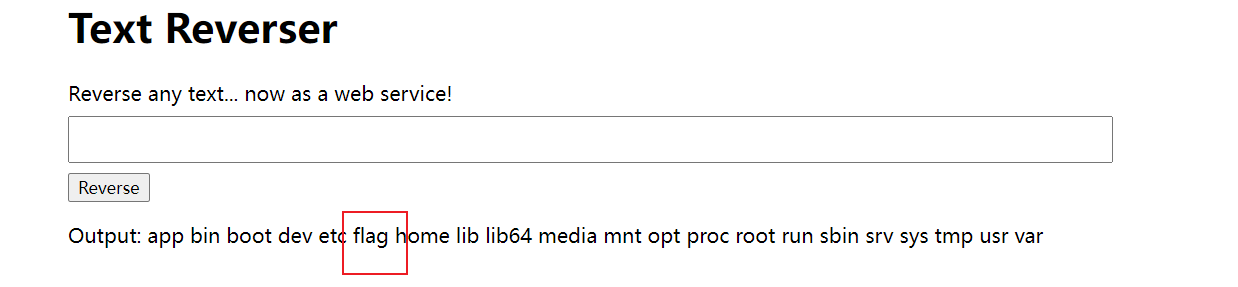 Text Reverser
Reverse any text... now as a web service!
Reverse
Output: app bin boot dev etc flag home lib lib64 media mnt opt proc root run sbin srv sys tmp usr var